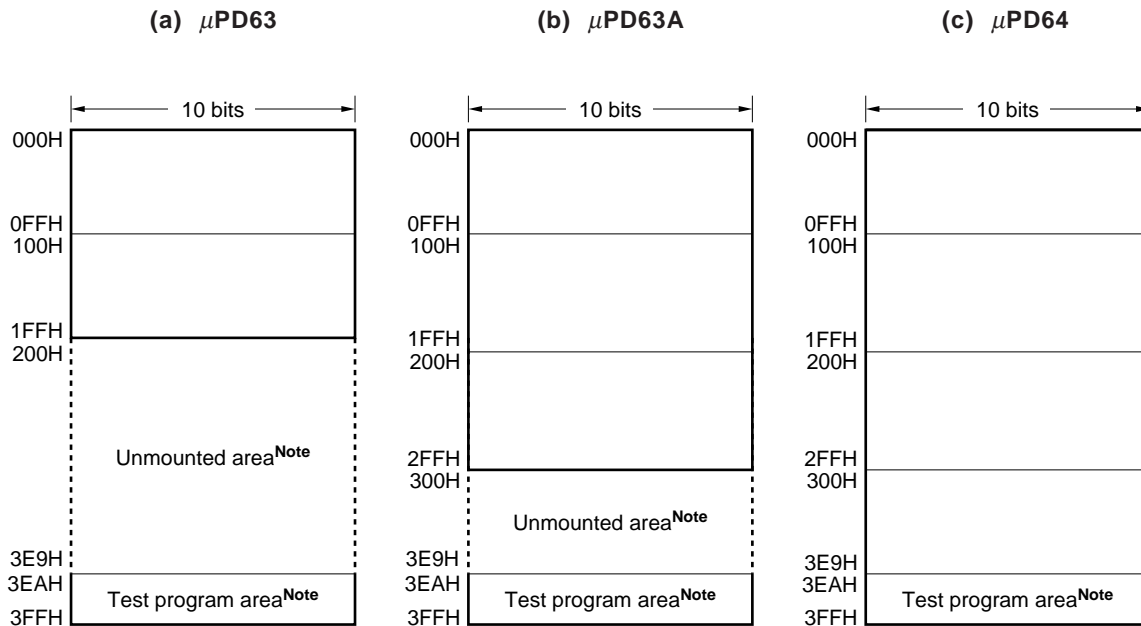 (a) μPD63
10 bits
000H
0FFH
100H
1FFH
200H
Unmounted area^Note
3E9H
3EAH
Test program area^Note
3FFH
(b) μPD63A
10 bits
000H
0FFH
100H
1FFH
200H
2FFH
300H
Unmounted area^Note
3E9H
3EAH
Test program area^Note
3FFH
(c) μPD64
10 bits
000H
0FFH
100H
1FFH
200H
2FFH
300H
3E9H
3EAH
Test program area^Note
3FFH